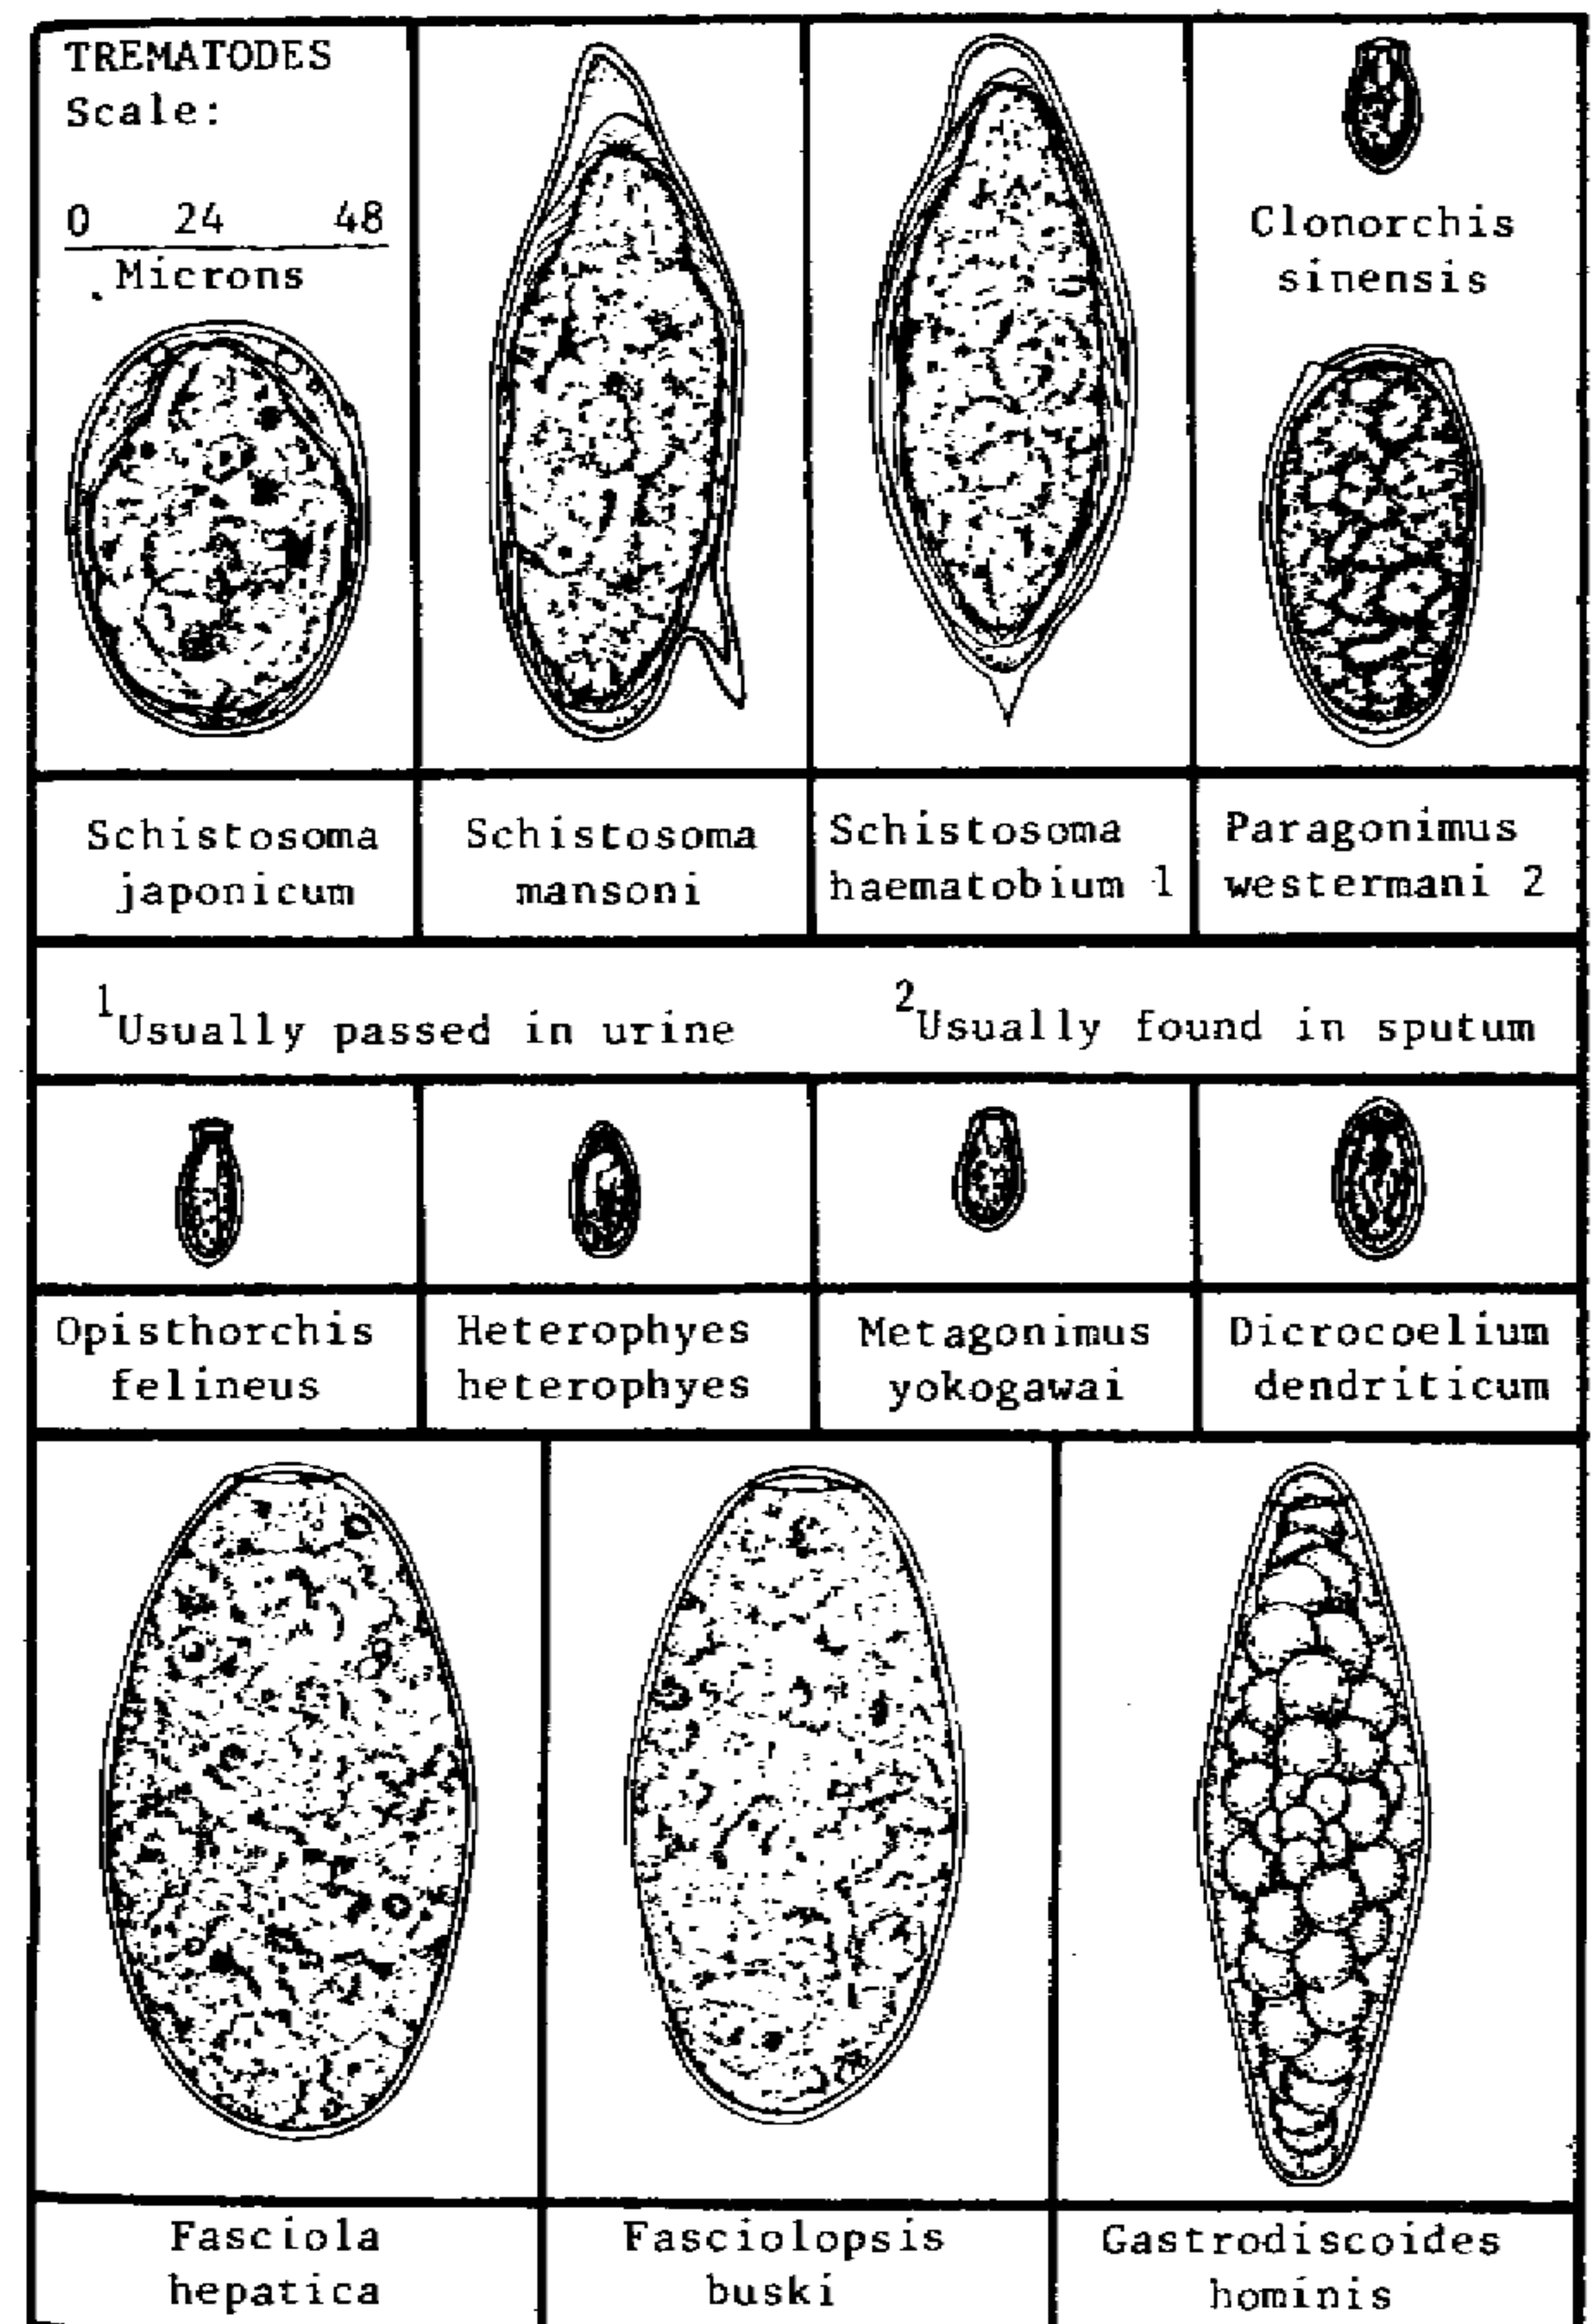 TREMATODES
Scale:
0 24 48
Microns
Clonorchis
sinensis
Schistosoma
japonicum
Schistosoma
mansoni
Schistosoma
haematobium 1
Paragonimus
westermani 2
1Usually passed in urine
2Usually found in sputum
Opisthorchis
felineus
Heterophyes
heterophyes
Metagonimus
yokogawai
Dicrocoelium
dendriticum
Fasciola
hepatica
Fasciolopsis
buski
Gastrodiscoides
hominis